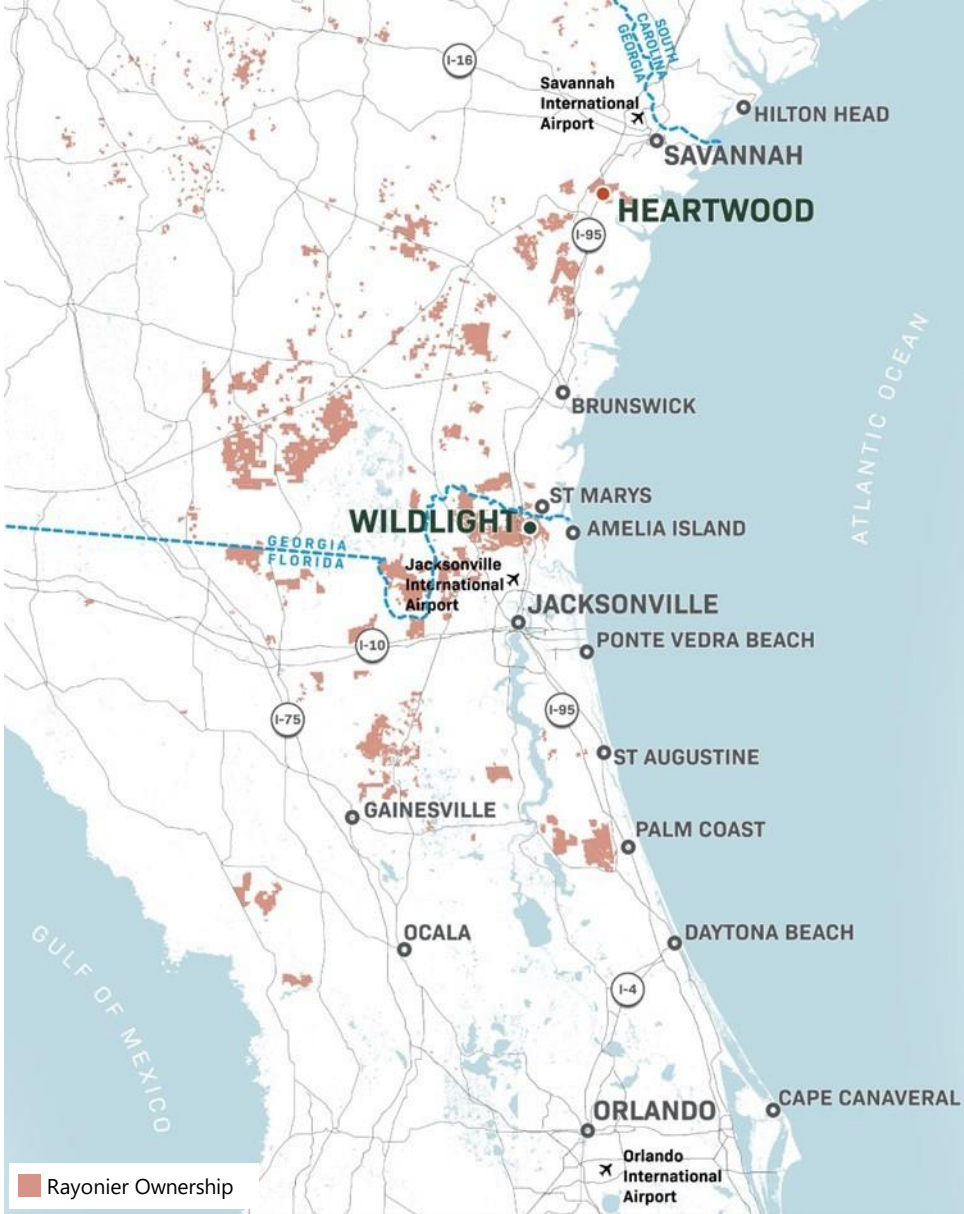 I-16
SOUTH
CAROLINA
GEORGIA
Savannah
International
Airport
HILTON HEAD
SAVANNAH
HEARTWOOD
I-95
ATLANTIC OCEAN
BRUNSWICK
ST MARYS
WILDLIGHT
AMELIA ISLAND
GEORGIA
FLORIDA
Jacksonville
International
Airport
JACKSONVILLE
PONTE VEDRA BEACH
I-10
I-95
I-75
ST AUGUSTINE
GAINESVILLE
PALM COAST
OCALA
DAYTONA BEACH
GULF OF MEXICO
I-4
CAPE CANAVERAL
ORLANDO
Orlando
International
Airport
Rayonier Ownership